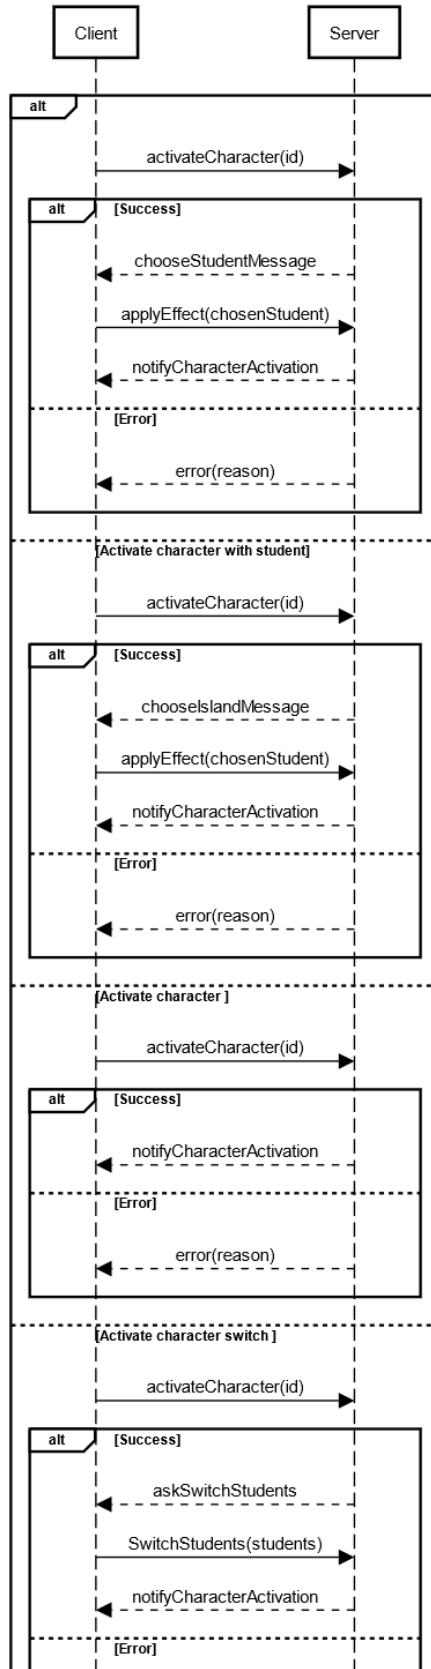 Client
Server
alt
activateCharacter(id)
alt
[Success]
chooseStudentMessage
applyEffect(chosenStudent)
notifyCharacterActivation
[Error]
error(reason)
[Activate character with student]
activateCharacter(id)
alt
[Success]
chooseIslandMessage
applyEffect(chosenStudent)
notifyCharacterActivation
[Error]
error(reason)
[Activate character ]
activateCharacter(id)
alt
[Success]
notifyCharacterActivation
[Error]
error(reason)
[Activate character switch ]
activateCharacter(id)
alt
[Success]
askSwitchStudents
SwitchStudents(students)
notifyCharacterActivation
[Error]